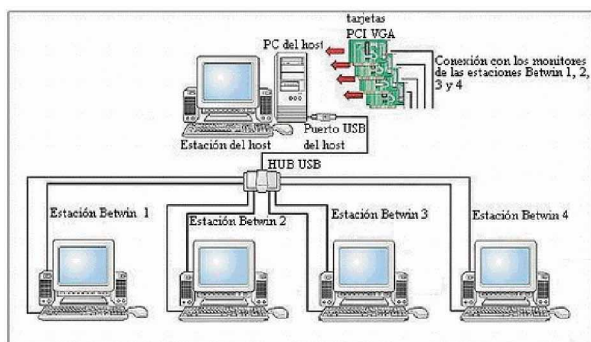 tarjetas
PCI VGA
PC del host
Conexión con los monitores
de las estaciones Betwin 1, 2,
3 y 4
Estación del host
Puerto USB
del host
HUB USB
Estación Betwin 1
Estación Betwin 2
Estación Betwin 3
Estación Betwin 4